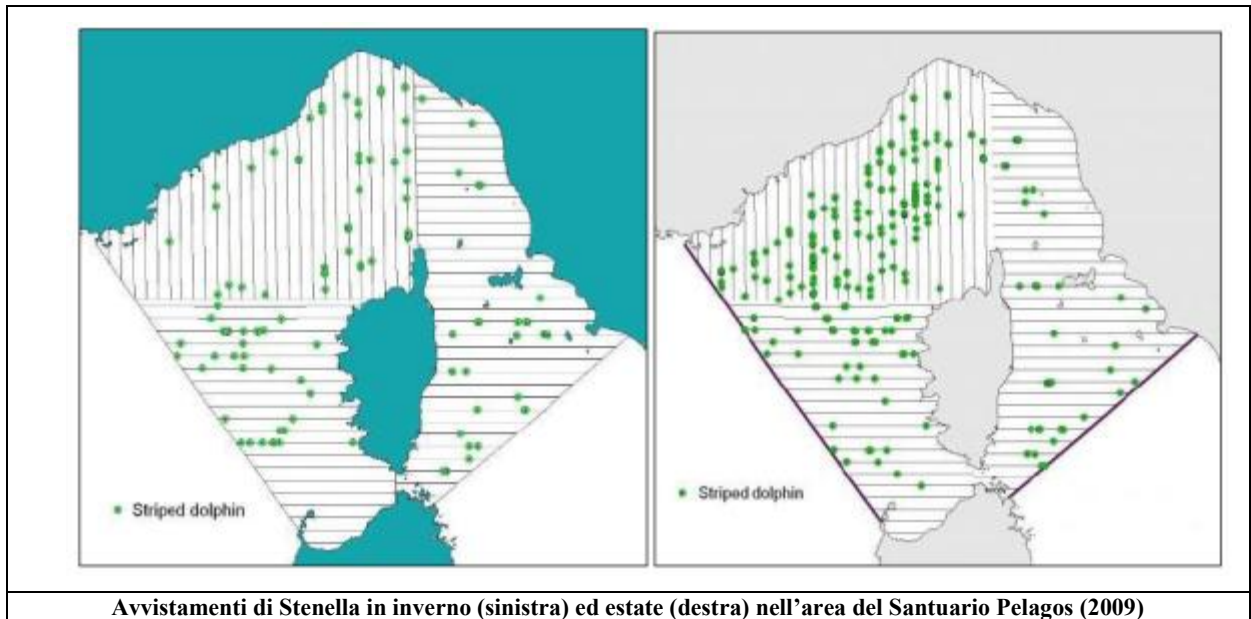 Striped dolphin
Striped dolphin
Avvistamenti di Stenella in inverno (sinistra) ed estate (destra) nell’area del Santuario Pelagos (2009)